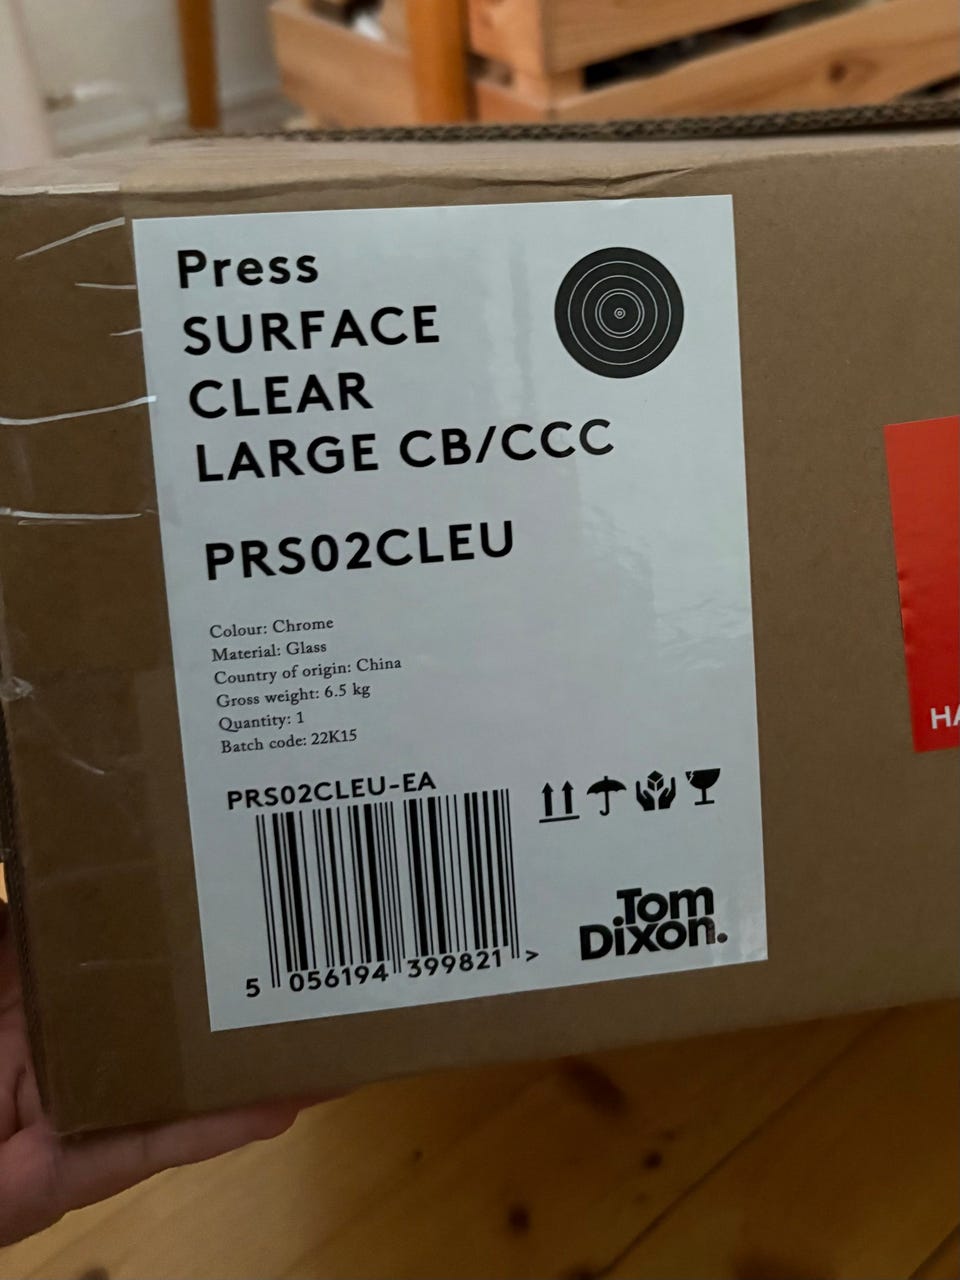 Press
SURFACE
CLEAR
LARGE CB/CCC
PRS02CLEU
Colour: Chrome
Material: Glass
Country of origin: China
Gross weight: 6.5 kg
Quantity: 1
Batch code: 22K15
PRS02CLEU-EA
5 056194 399821 >
Tom
Dixon.